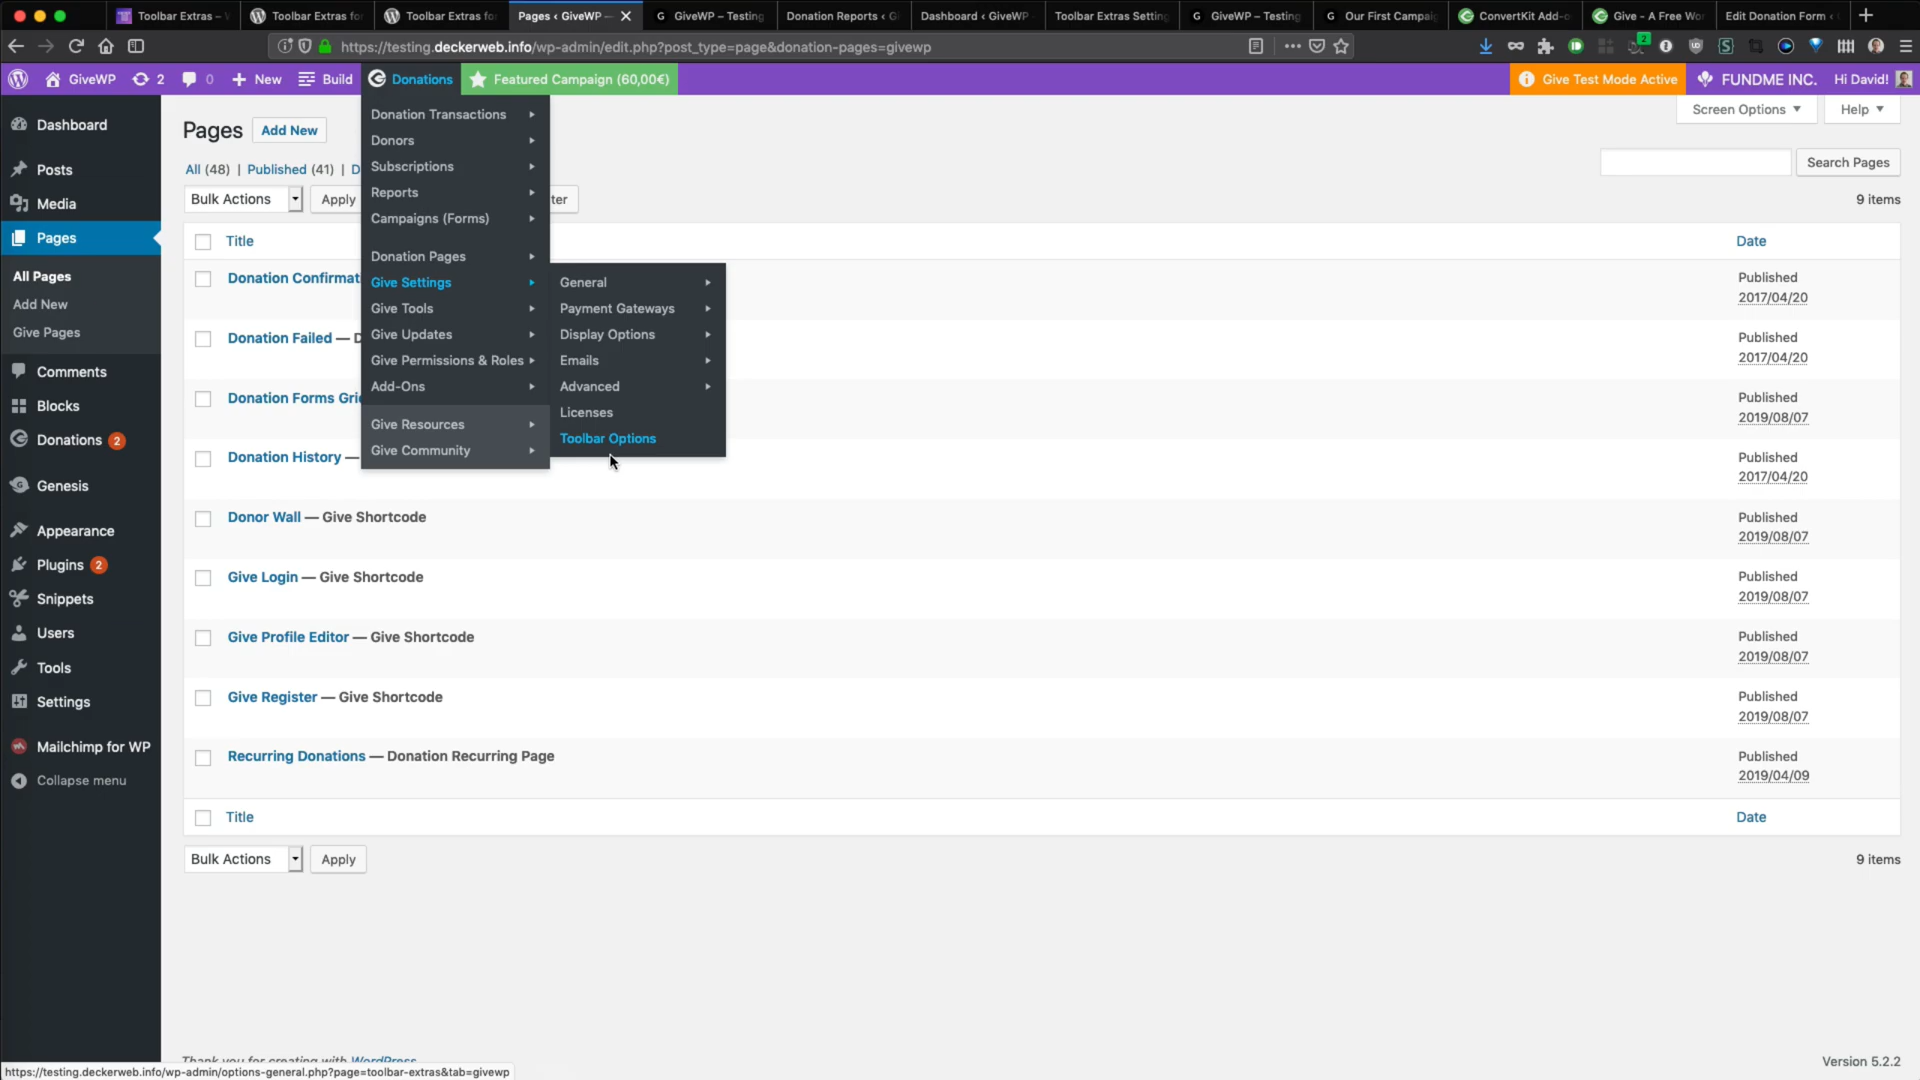 Toolbar Extras –
Toolbar Extras fo
Toolbar Extras fo
Pages ‹ GiveWP —
GiveWP – Testing
Donation Reports ‹ G
Dashboard ‹ GiveWP
Toolbar Extras Settin
GiveWP – Testing
Our First Campai
ConvertKit Add-o
Give - A Free Wor
Edit Donation Form ‹
https://testing.deckerweb.info/wp-admin/edit.php?post_type=page&donation-pages=givewp
2
GiveWP
2
0
New
Build
Donations
Featured Campaign (60,00€)
Give Test Mode Active
FUNDME INC.
Hi David!
Dashboard
Posts
Media
Pages
All Pages
Add New
Give Pages
Comments
Blocks
Donations 2
Genesis
Appearance
Plugins 2
Snippets
Users
Tools
Settings
Mailchimp for WP
Collapse menu
Donation Transactions
Donors
Subscriptions
Reports
Campaigns (Forms)
Donation Pages
Give Settings
Give Tools
Give Updates
Give Permissions & Roles
Add-Ons
Give Resources
Give Community
General
Payment Gateways
Display Options
Emails
Advanced
Licenses
Toolbar Options
Screen Options
Help
Pages Add New
All (48) | Published (41) | D
Search Pages
Bulk Actions Apply ter 9 items
Title Date
Donation Confirmat Published
2017/04/20
Donation Failed — D Published
2017/04/20
Donation Forms Gri Published
2019/08/07
Donation History — Published
2017/04/20
Donor Wall — Give Shortcode Published
2019/08/07
Give Login — Give Shortcode Published
2019/08/07
Give Profile Editor — Give Shortcode Published
2019/08/07
Give Register — Give Shortcode Published
2019/08/07
Recurring Donations — Donation Recurring Page Published
2019/04/09
Title Date
Bulk Actions Apply 9 items
Thank you for creating with WordPress
Version 5.2.2
https://testing.deckerweb.info/wp-admin/options-general.php?page=toolbar-extras&tab=givewp